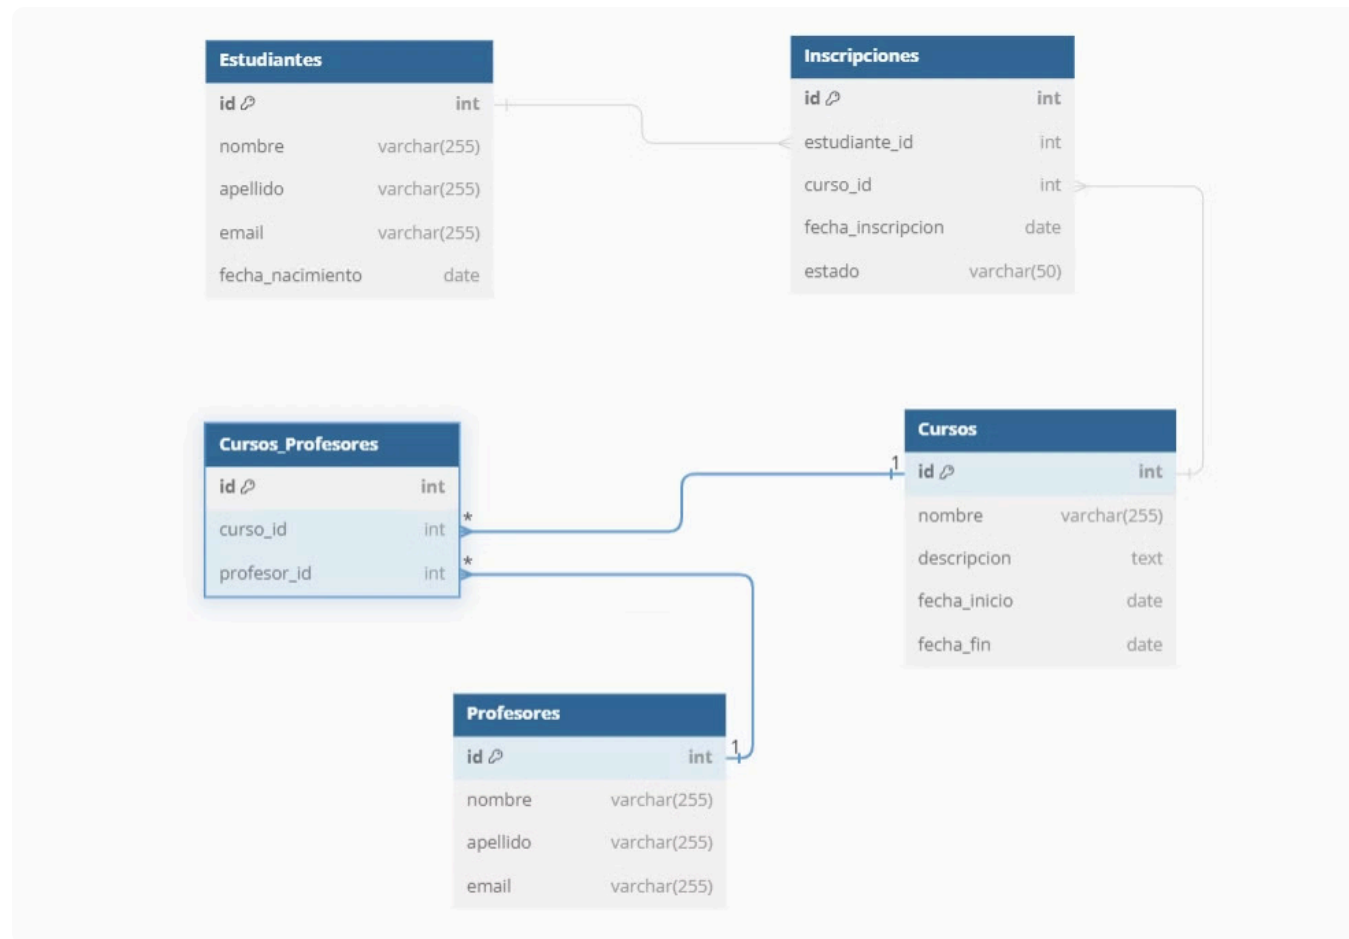 Estudiantes
id int
nombre varchar(255)
apellido varchar(255)
email varchar(255)
fecha_nacimiento date
Inscripciones
id int
estudiante_id int
curso_id int
fecha_inscripcion date
estado varchar(50)
Cursos_Profesores
id int
curso_id int *
profesor_id int *
Cursos
1 id int
nombre varchar(255)
descripcion text
fecha_inicio date
fecha_fin date
Profesores
id int 1
nombre varchar(255)
apellido varchar(255)
email varchar(255)